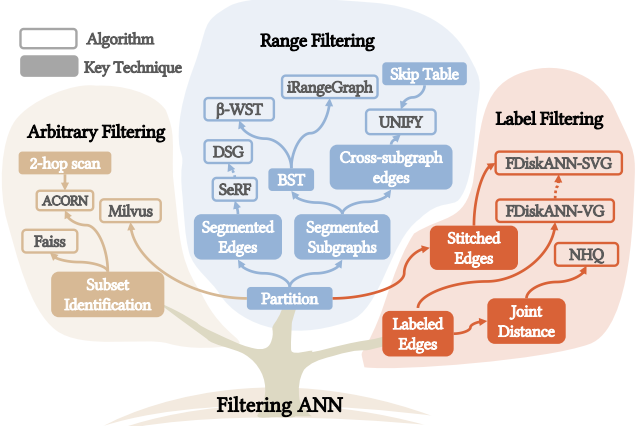 Algorithm
Key Technique
Range Filtering
Skip Table
iRangeGraph
β-WST
UNIFY
DSG
Cross-subgraph
edges
BST
SeRF
Segmented
Edges
Segmented
Subgraphs
Partition
Arbitrary Filtering
2-hop scan
ACORN
Milvus
Faiss
Subset
Identification
Label Filtering
FDiskANN-SVG
FDiskANN-VG
Stitched
Edges
NHQ
Labeled
Edges
Joint
Distance
Filtering ANN